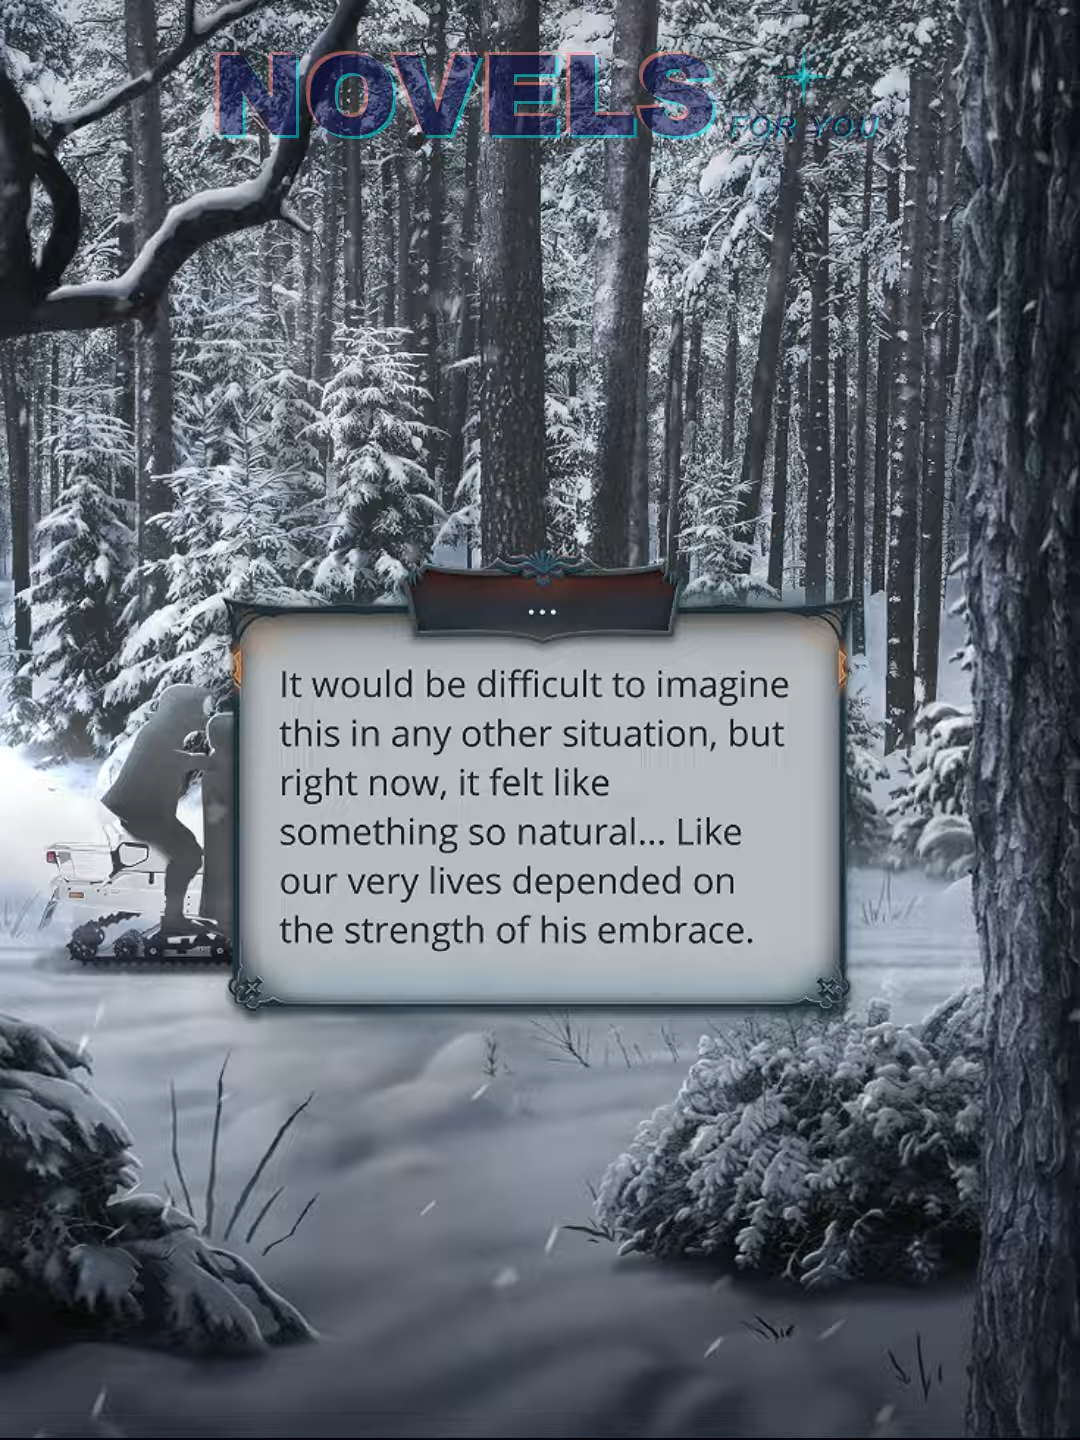 NOVELS
FOR YOU
...
It would be difficult to imagine
this in any other situation, but
right now, it felt like
something so natural... Like
our very lives depended on
the strength of his embrace.